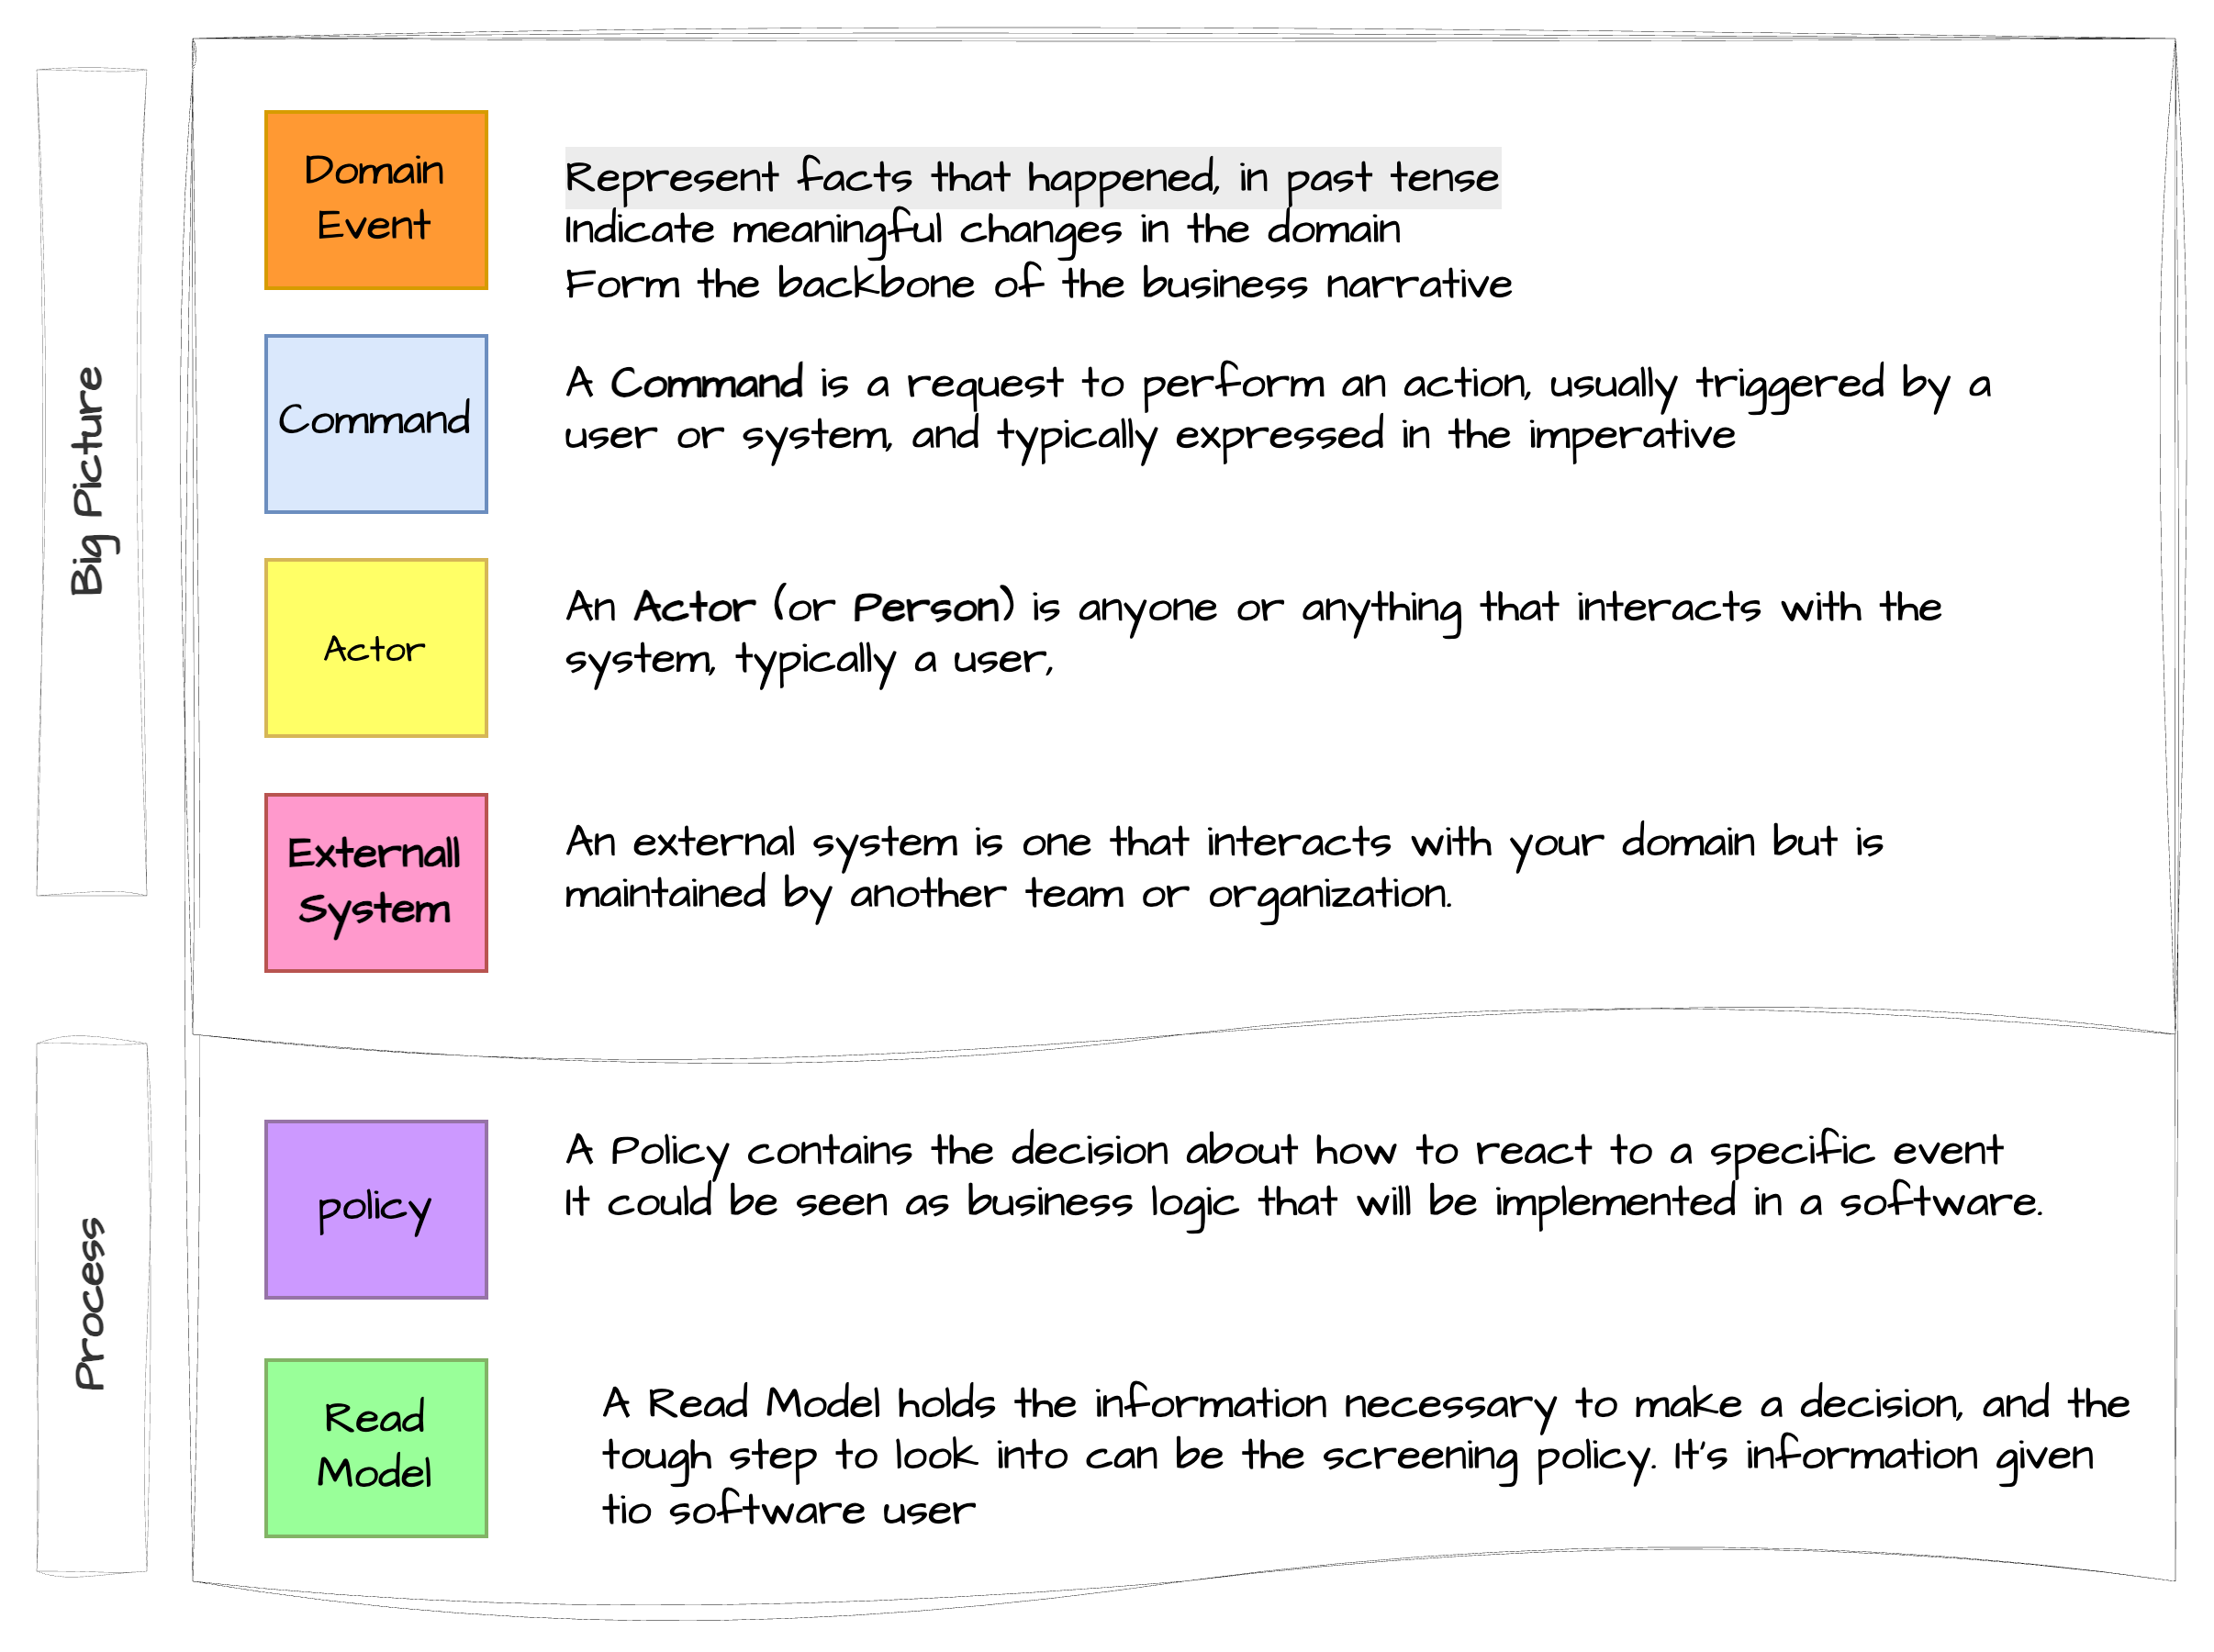 Big Picture
Domain
Event
Represent facts that happened, in past tense
Indicate meaningful changes in the domain
Form the backbone of the business narrative
Command
A Command is a request to perform an action, usually triggered by a
user or system, and typically expressed in the imperative
Actor
An Actor (or Person) is anyone or anything that interacts with the
system, typically a user,
Externall
System
An external system is one that interacts with your domain but is
maintained by another team or organization.
Process
policy
A Policy contains the decision about how to react to a specific event
It could be seen as business logic that will be implemented in a software.
Read
Model
A Read Model holds the information necessary to make a decision, and the
tough step to look into can be the screening policy. It's information given
tio software user